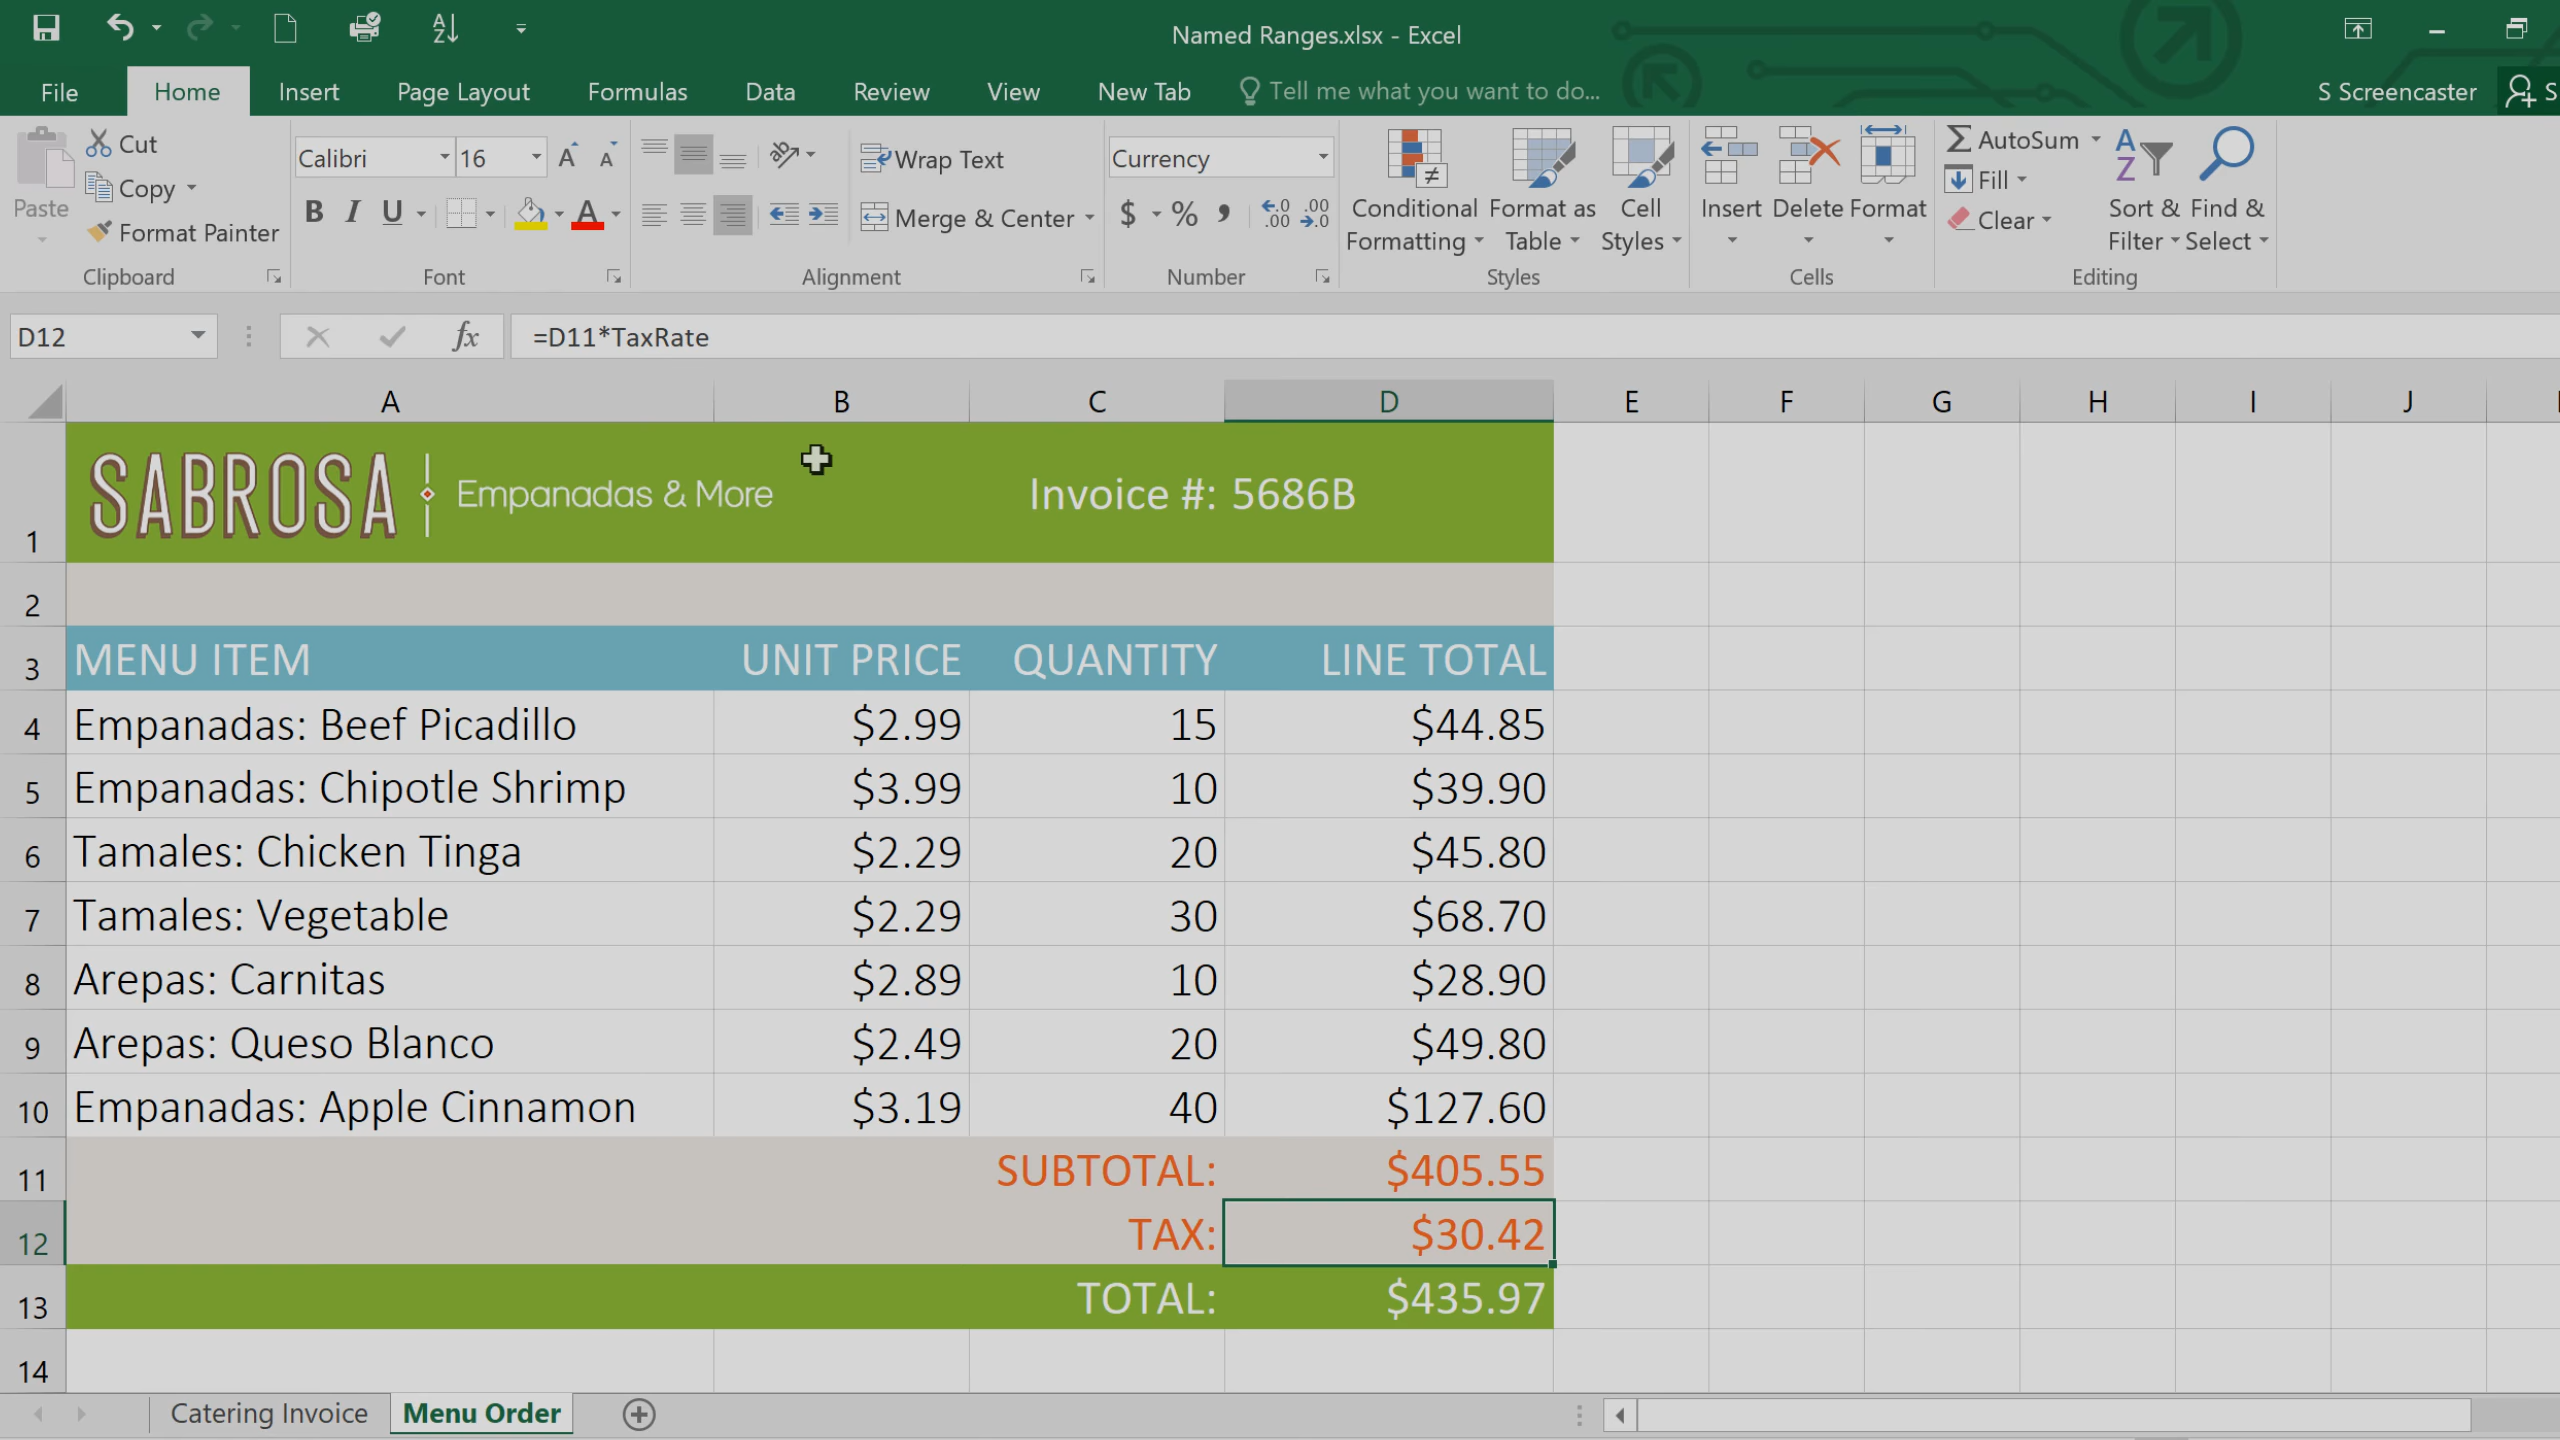 Named Ranges.xlsx - Excel
File Home Insert Page Layout Formulas Data Review View New Tab Tell me what you want to do... S Screencaster S
Paste Cut Copy Format Painter
Clipboard
Calibri 16
B I U A
Font
Wrap Text
Merge & Center
Alignment
Currency
$ % ,
Number
Conditional Formatting Format as Table Cell Styles
Styles
Insert Delete Format
Cells
AutoSum Fill Clear
Sort & Filter Find & Select
Editing
D12 fx =D11*TaxRate
A B C D E F G H I J
1 SABROSA Empanadas & More Invoice #: 5686B
2
3 MENU ITEM UNIT PRICE QUANTITY LINE TOTAL
4 Empanadas: Beef Picadillo $2.99 15 $44.85
5 Empanadas: Chipotle Shrimp $3.99 10 $39.90
6 Tamales: Chicken Tinga $2.29 20 $45.80
7 Tamales: Vegetable $2.29 30 $68.70
8 Arepas: Carnitas $2.89 10 $28.90
9 Arepas: Queso Blanco $2.49 20 $49.80
10 Empanadas: Apple Cinnamon $3.19 40 $127.60
11 SUBTOTAL: $405.55
12 TAX: $30.42
13 TOTAL: $435.97
14
Catering Invoice Menu Order